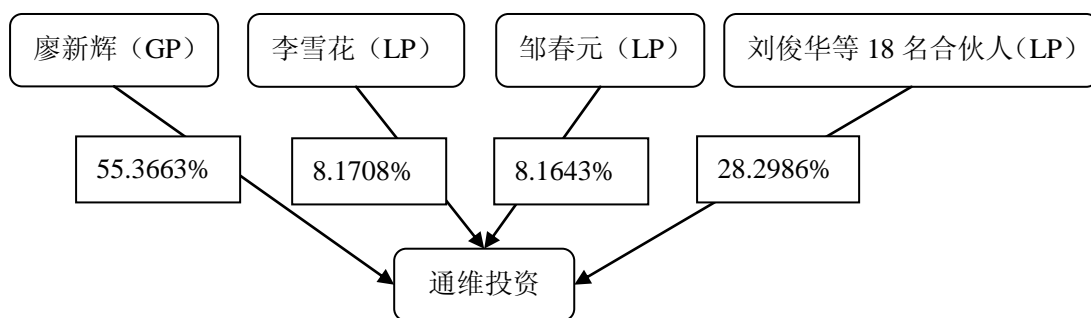 廖新辉（GP）
李雪花（LP）
邹春元（LP）
刘俊华等 18 名合伙人（LP）
55.3663%
8.1708%
8.1643%
28.2986%
通维投资